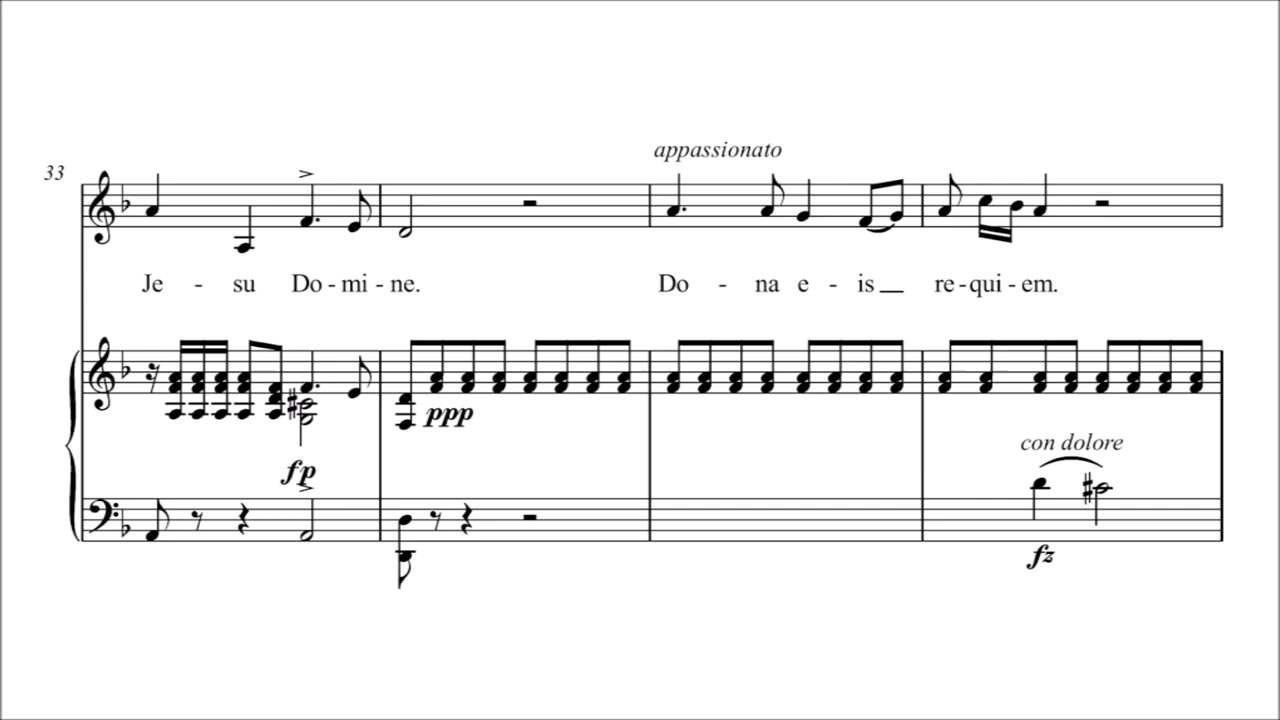 appassionato
33
Je - su Do - mi - ne. Do - na e - is re - qui - em.
ppp
con dolore
fp
fz